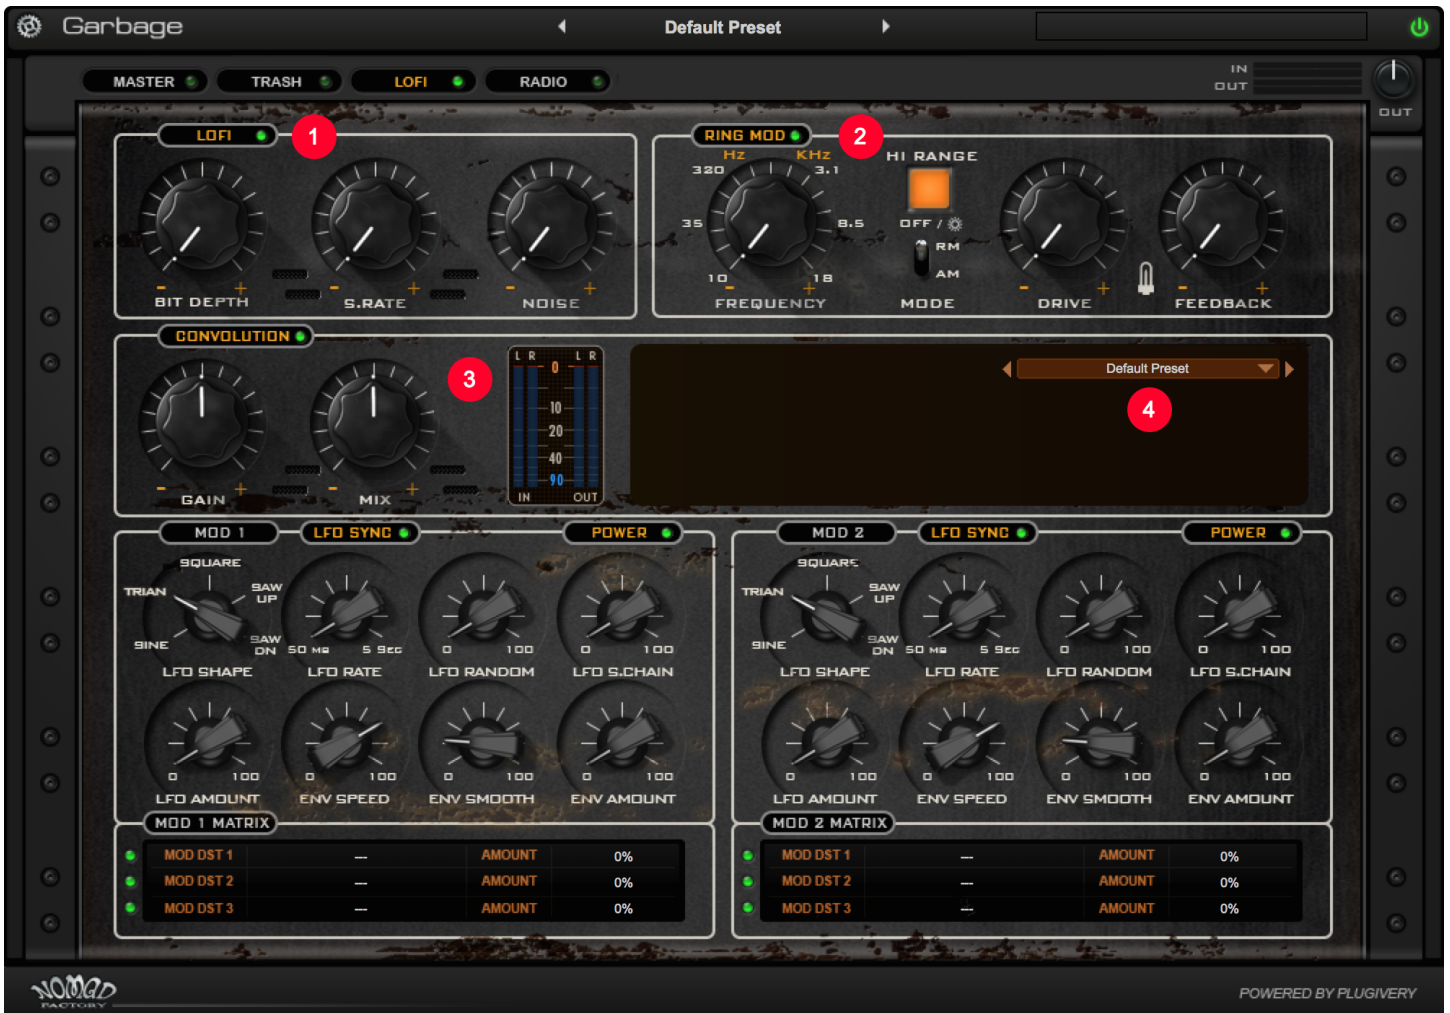 Garbage
Default Preset
MASTER TRASH LOFI RADIO
IN
OUT
OUT
LOFI
1
BIT DEPTH S.RATE NOISE
RING MOD
2
Hz KHz
320 3.1
35 8.5
10 18
FREQUENCY
HI RANGE
OFF /
RM
AM
MODE
DRIVE FEEDBACK
CONVOLUTION
GAIN MIX
3
L R L R
0
10
20
40
90
IN OUT
Default Preset
4
MOD 1 LFO SYNC POWER
SQUARE
TRIAN SAW UP
SINE SAW DN
50 MS 5 SEC
0 100
0 100
LFO SHAPE LFO RATE LFO RANDOM LFO S.CHAIN
0 100 0 100 0 100 0 100
LFO AMOUNT ENV SPEED ENV SMOOTH ENV AMOUNT
MOD 2 LFO SYNC POWER
SQUARE
TRIAN SAW UP
SINE SAW DN
50 MS 5 SEC
0 100
0 100
LFO SHAPE LFO RATE LFO RANDOM LFO S.CHAIN
0 100 0 100 0 100 0 100
LFO AMOUNT ENV SPEED ENV SMOOTH ENV AMOUNT
MOD 1 MATRIX
MOD DST 1 --- AMOUNT 0%
MOD DST 2 --- AMOUNT 0%
MOD DST 3 --- AMOUNT 0%
MOD 2 MATRIX
MOD DST 1 --- AMOUNT 0%
MOD DST 2 --- AMOUNT 0%
MOD DST 3 --- AMOUNT 0%
NOMAD
FACTORY
POWERED BY PLUGIVERY